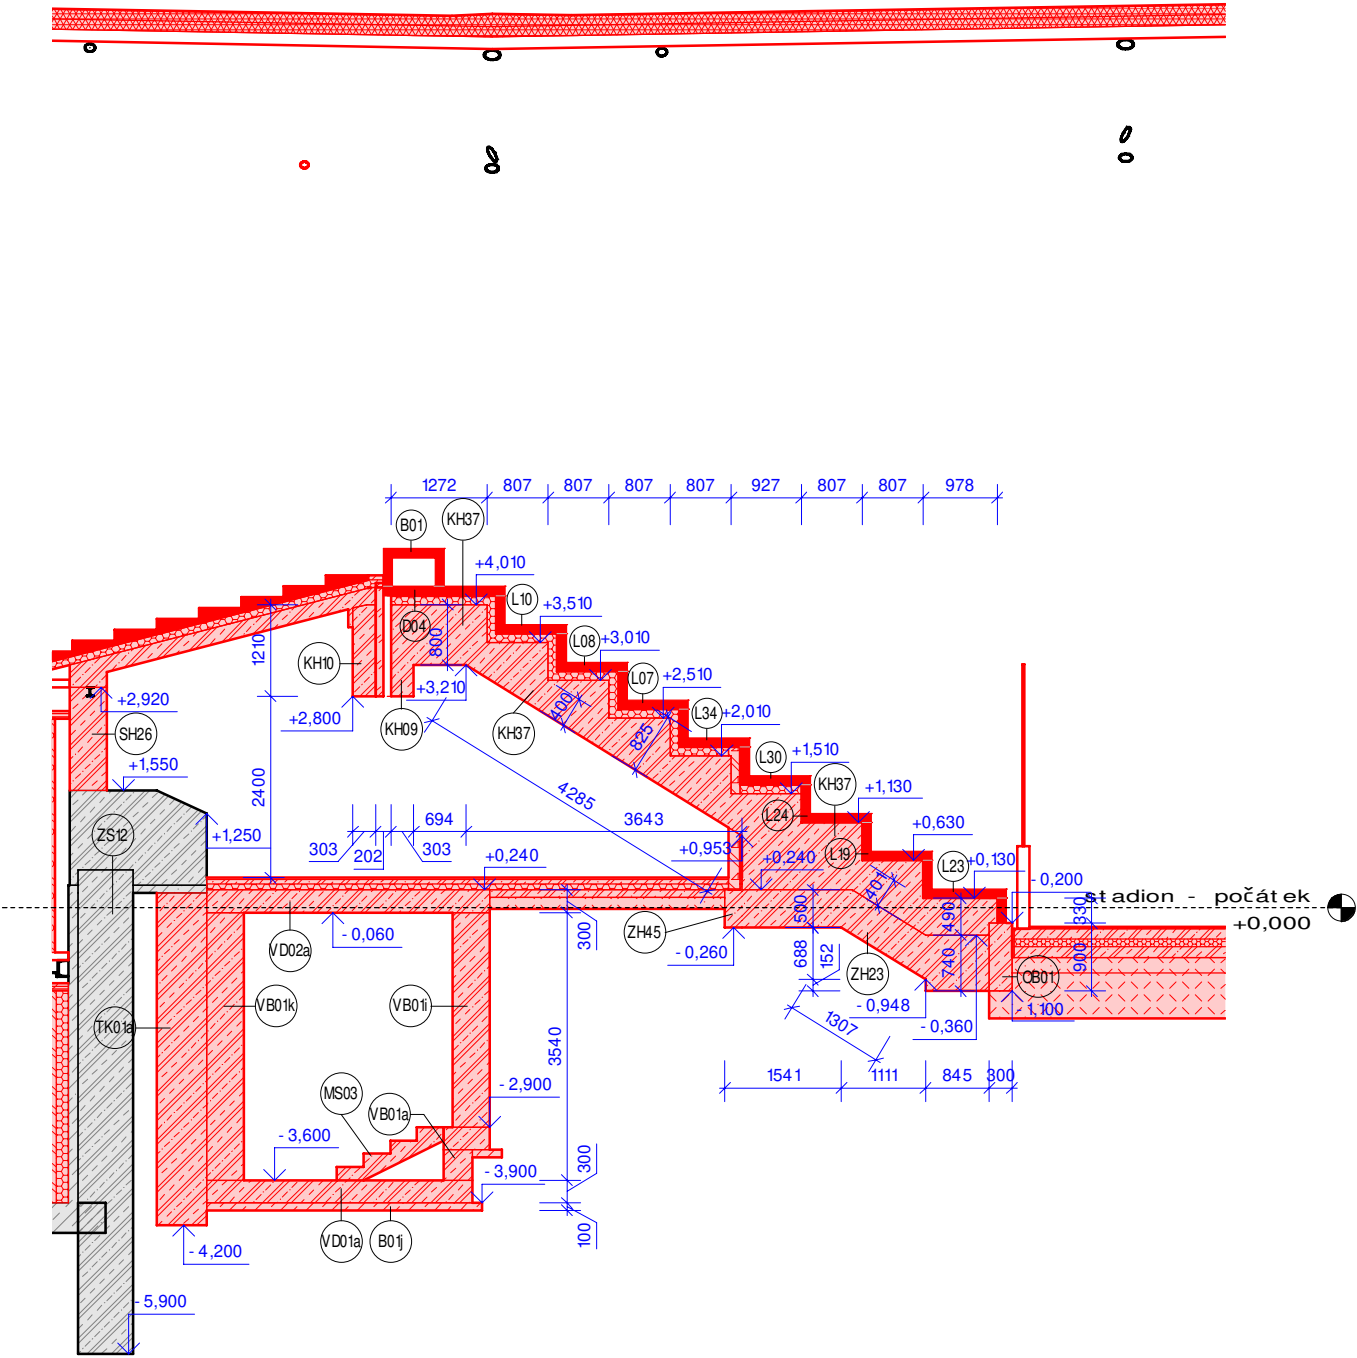 1272 807 807 807 807 927 807 807 978
B01 KH37
+4,010
L10
+3,510
D04
800
L08
+3,010
1210
KH10
L07
+2,510
+2,920
+2,800
+3,210
400
L34
+2,010
SH26
KH09
KH37
825
+1,550
L30
+1,510
2400
4285
KH37
+1,130
ZS12
+1,250
694
3643
L24
+0,630
303
202
303
+0,240
+0,953
+0,240
L19
L23
+0,130
-0,200
401
stadion - počátek
+0,000
500
490
330
VD02a
-0,060
300
ZH45
-0,260
688
152
ZH23
740
900
OB01
VB01k
VB01i
-0,948
-1,100
TK01a
1307
-0,360
3540
1541
1111
845
300
MS03
-2,900
VB01a
-3,600
300
-3,900
VD01a
B01j
100
-4,200
-5,900